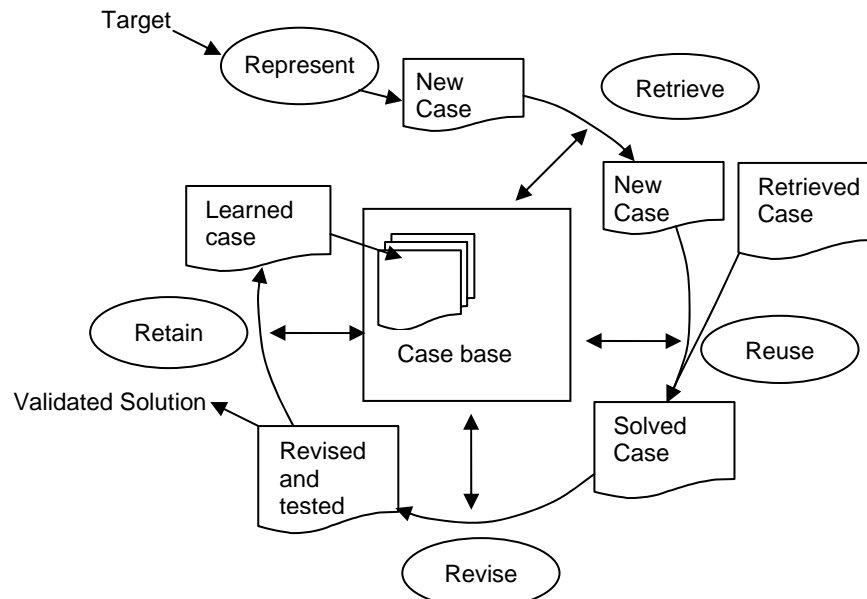 Target
Represent
New
Case
Retrieve
New
Case
Retrieved
Case
Learned
case
Case base
Retain
Reuse
Validated Solution
Solved
Case
Revised
and
tested
Revise